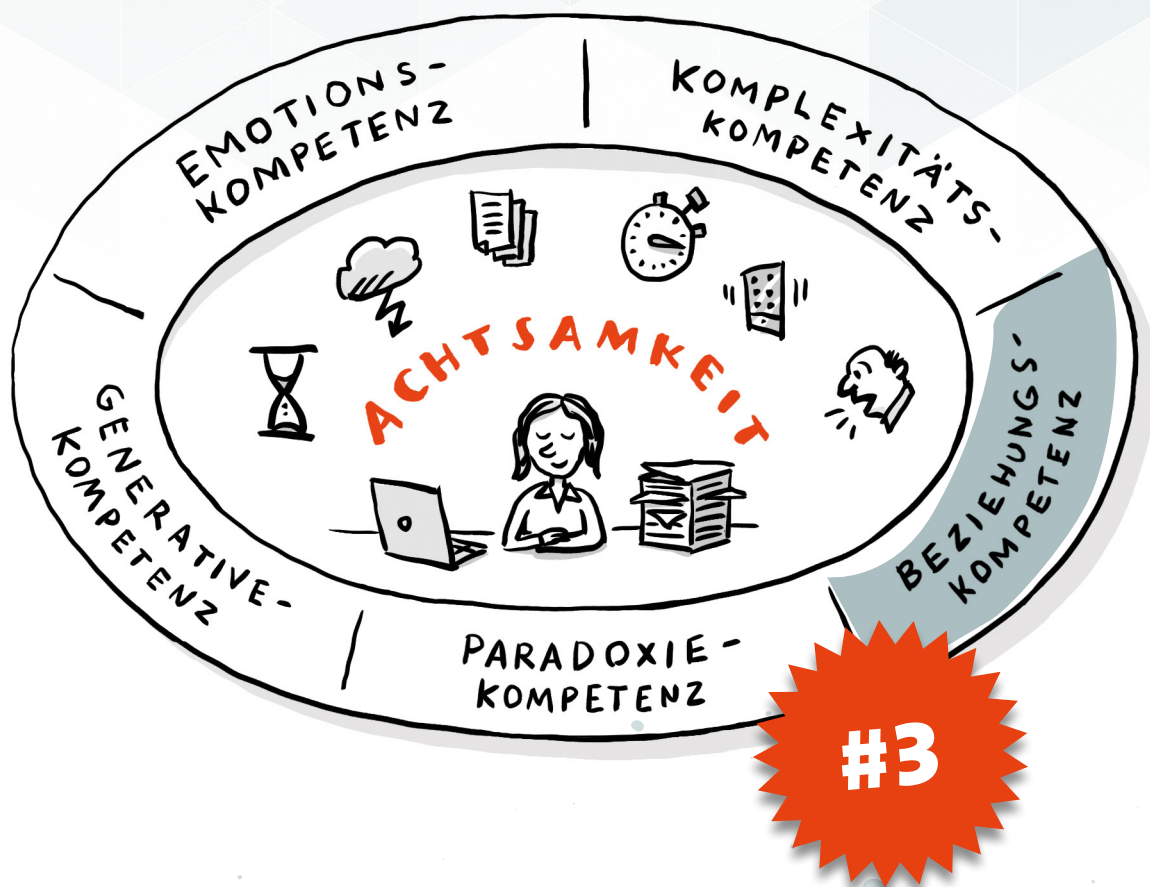 EMOTIONS-
KOMPETENZ
KOMPLEXITÄTS-
KOMPETENZ
BEZIEHUNGS-
KOMPETENZ
PARADOXIE-
KOMPETENZ
GENERATIVE-
KOMPETENZ
ACHTSAMKEIT
#3